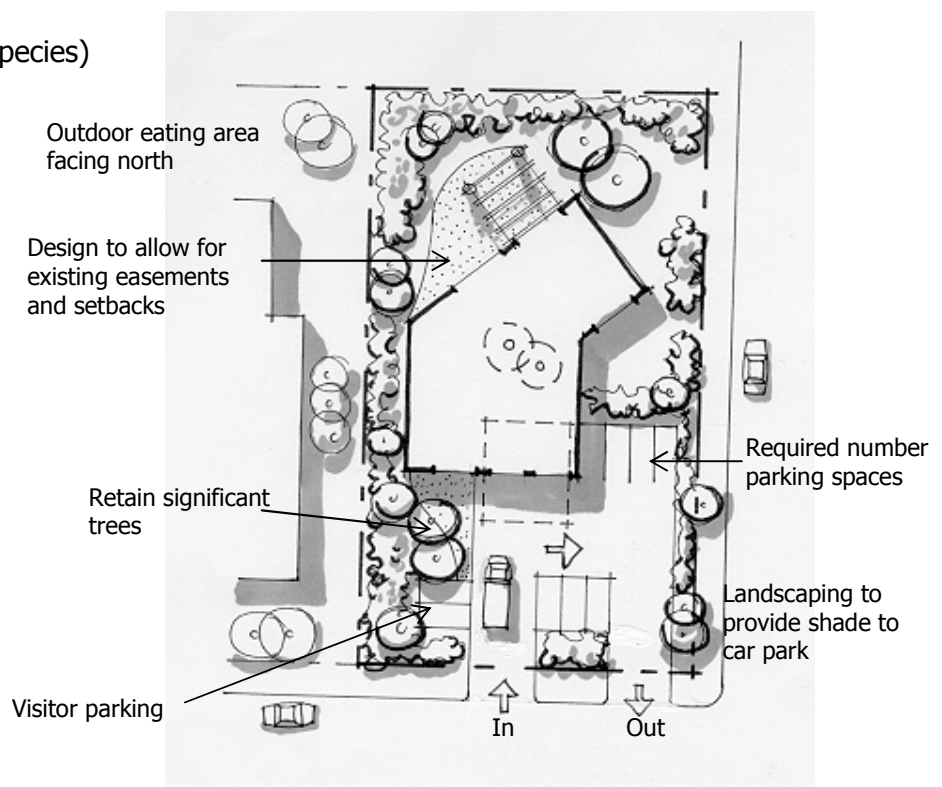 pecies)
Outdoor eating area
facing north
Design to allow for
existing easements
and setbacks
Required number
parking spaces
Retain significant
trees
Landscaping to
provide shade to
car park
Visitor parking
In
Out